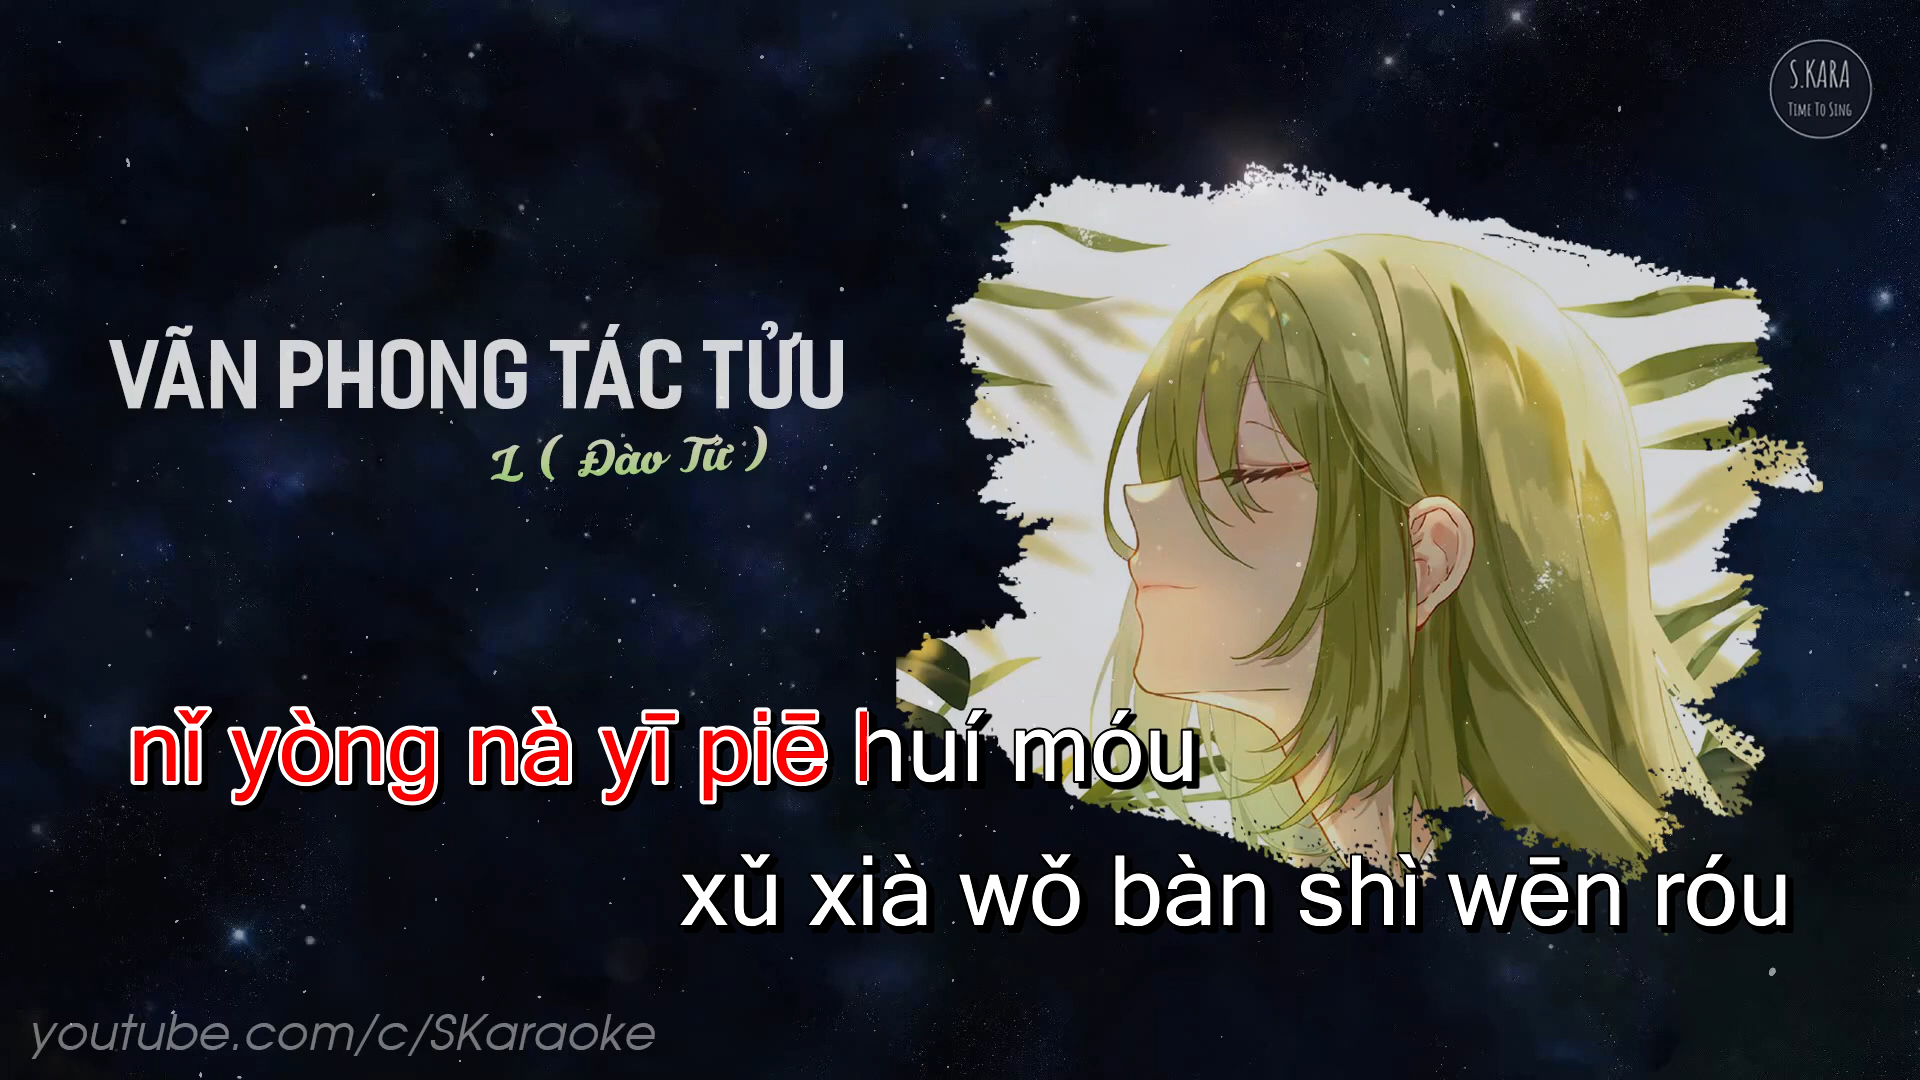 S.KARA
TIME TO SING
VÃN PHONG TÁC TỬU
L ( Đào Tử )
nǐ yòng nà yī piē huí móu
xǔ xià wǒ bàn shì wēn róu
youtube.com/c/SKaraoke